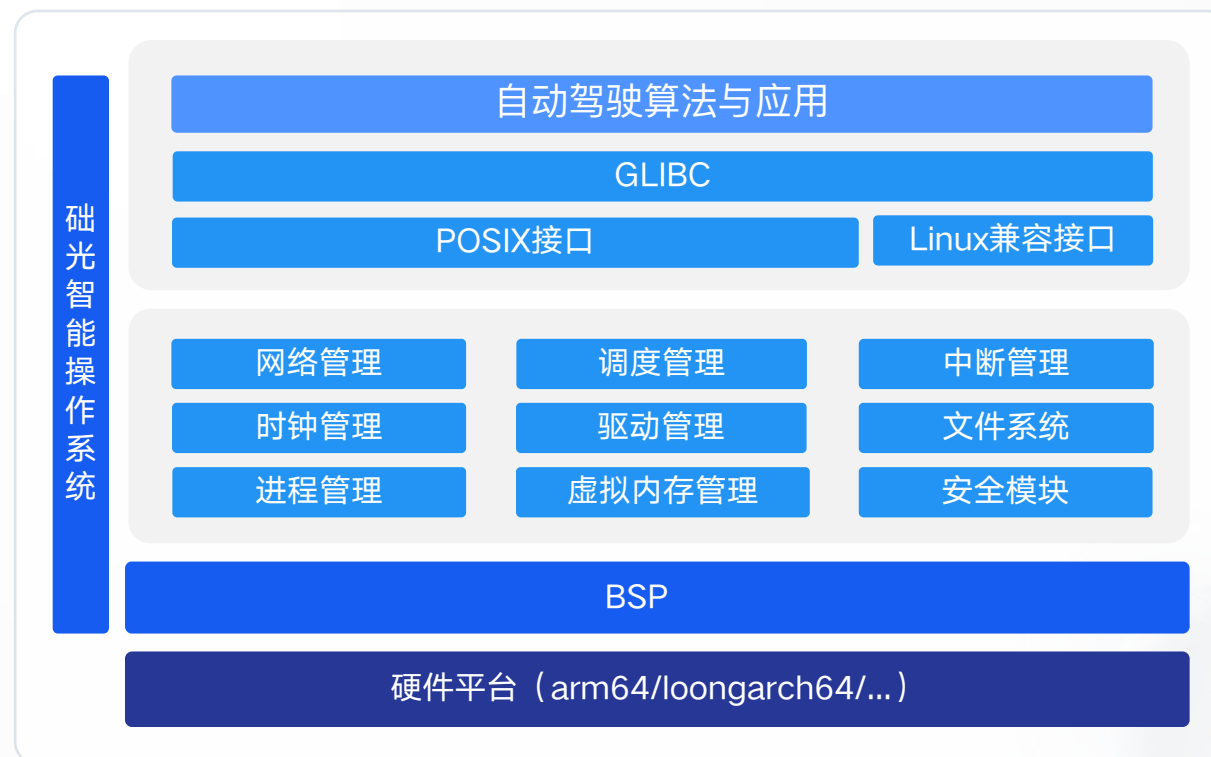 础光智能操作系统
自动驾驶算法与应用
GLIBC
POSIX接口 Linux兼容接口
网络管理 调度管理 中断管理
时钟管理 驱动管理 文件系统
进程管理 虚拟内存管理 安全模块
BSP
硬件平台（arm64/loongarch64/...）